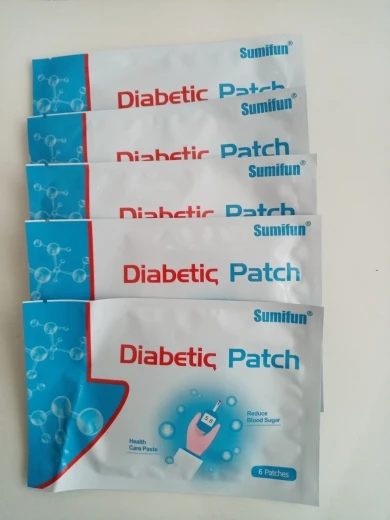 Sumifun®
Diabetic Patch
Sumifun®
Diabetic Patch
Sumifun®
Diabetic Patch
Sumifun®
Diabetic Patch
Sumifun®
Diabetic Patch
Reduce
Blood Sugar
Health
Care Paste
6 Patches